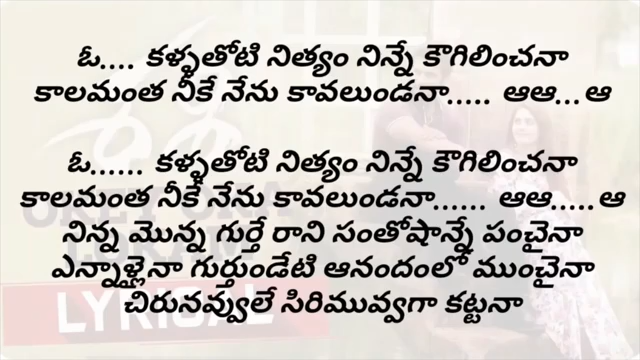 ఓ.... కళ్ళతోటి నిత్యం నిన్నే కౌగిలించనా
కాలమంత నీకే నేను కావలుండనా..... ఆఆ...ఆ
ఓ...... కళ్ళతోటి నిత్యం నిన్నే కౌగిలించనా
కాలమంత నీకే నేను కావలుండనా...... ఆఆ.....ఆ
నిన్న మొన్న గుర్తే రాని సంతోషాన్నే పంచైనా
ఎన్నాళ్లైనా గుర్తుండేటి ఆనందంలో ముంచైనా
చిరునవ్వులే సిరిమువ్వగా కట్టనా
LYRICAL